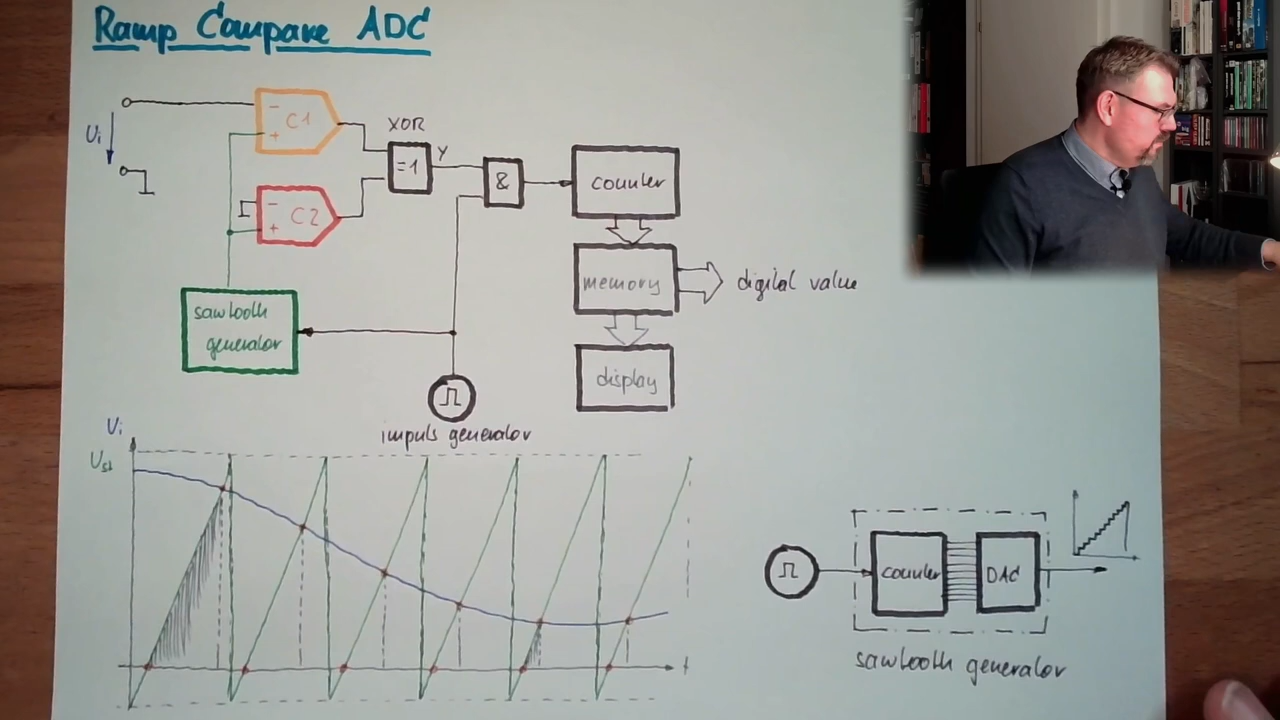 Ramp Compare ADC
Ui
-
C1
+
XOR
=1
Y
&
counter
-
C2
+
memory
digital value
sawtooth
generator
display
impuls generator
Ui
Ust
t
counter
DAC
sawtooth generator